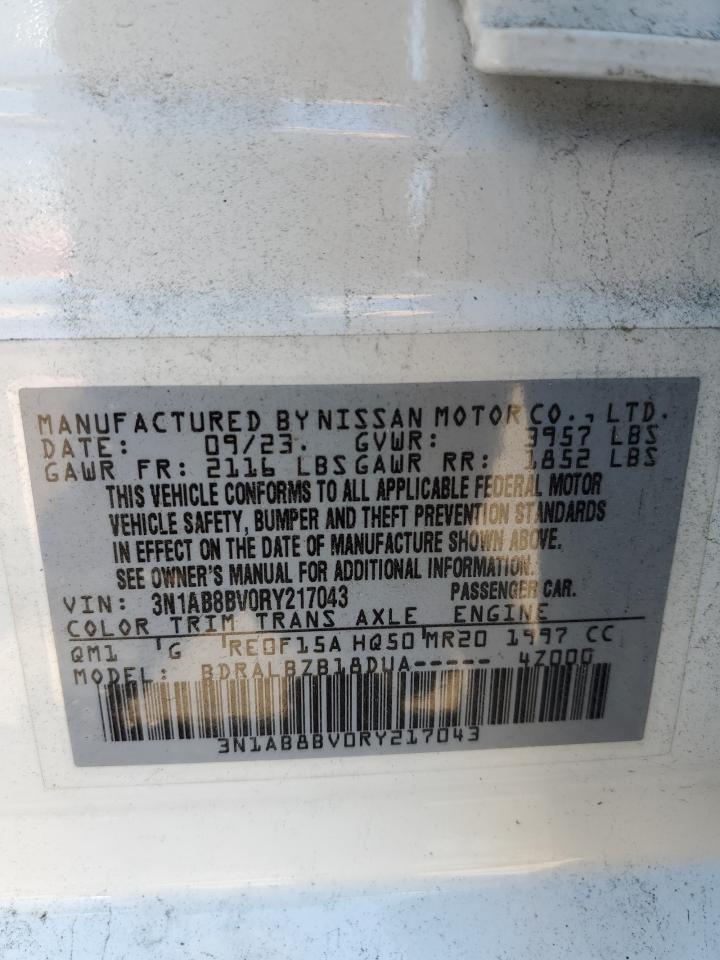 MANUFACTURED BY NISSAN MOTOR CO., LTD.
DATE: 09/23. GVWR: 3957 LBS
GAWR FR: 2116 LBS GAWR RR: 1852 LBS
THIS VEHICLE CONFORMS TO ALL APPLICABLE FEDERAL MOTOR
VEHICLE SAFETY, BUMPER AND THEFT PREVENTION STANDARDS
IN EFFECT ON THE DATE OF MANUFACTURE SHOWN ABOVE.
SEE OWNER'S MANUAL FOR ADDITIONAL INFORMATION.
VIN: 3N1AB8BV0RY217043 PASSENGER CAR.
COLOR TRIM TRANS AXLE ENGINE
QM1 G RE0F15A HQ50 MR20 1997 CC
MODEL: BDRALBZB18DUA----- 4Z000
3N1AB8BV0RY217043